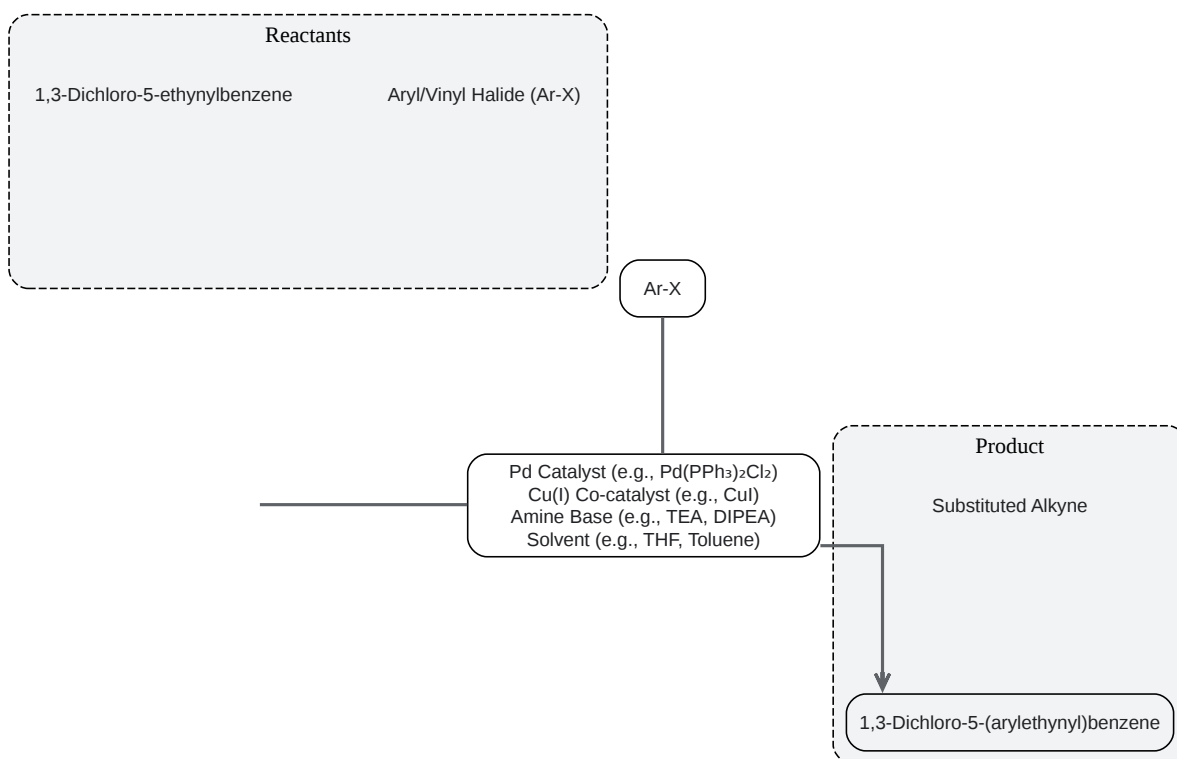 Reactants
1,3-Dichloro-5-ethynylbenzene
Aryl/Vinyl Halide (Ar-X)
Ar-X
Pd Catalyst (e.g., Pd(PPh₃)₂Cl₂)
Cu(I) Co-catalyst (e.g., CuI)
Amine Base (e.g., TEA, DIPEA)
Solvent (e.g., THF, Toluene)
Product
Substituted Alkyne
1,3-Dichloro-5-(arylethynyl)benzene